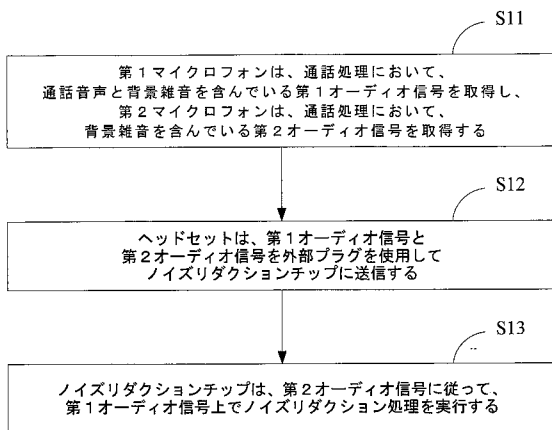 S11
第1マイクロフォンは、通話処理において、
通話音声と背景雑音を含んでいる第1オーディオ信号を取得し、
第2マイクロフォンは、通話処理において、
背景雑音を含んでいる第2オーディオ信号を取得する
S12
ヘッドセットは、第1オーディオ信号と
第2オーディオ信号を外部プラグを使用して
ノイズリダクションチップに送信する
S13
ノイズリダクションチップは、第2オーディオ信号に従って、
第1オーディオ信号上でノイズリダクション処理を実行する